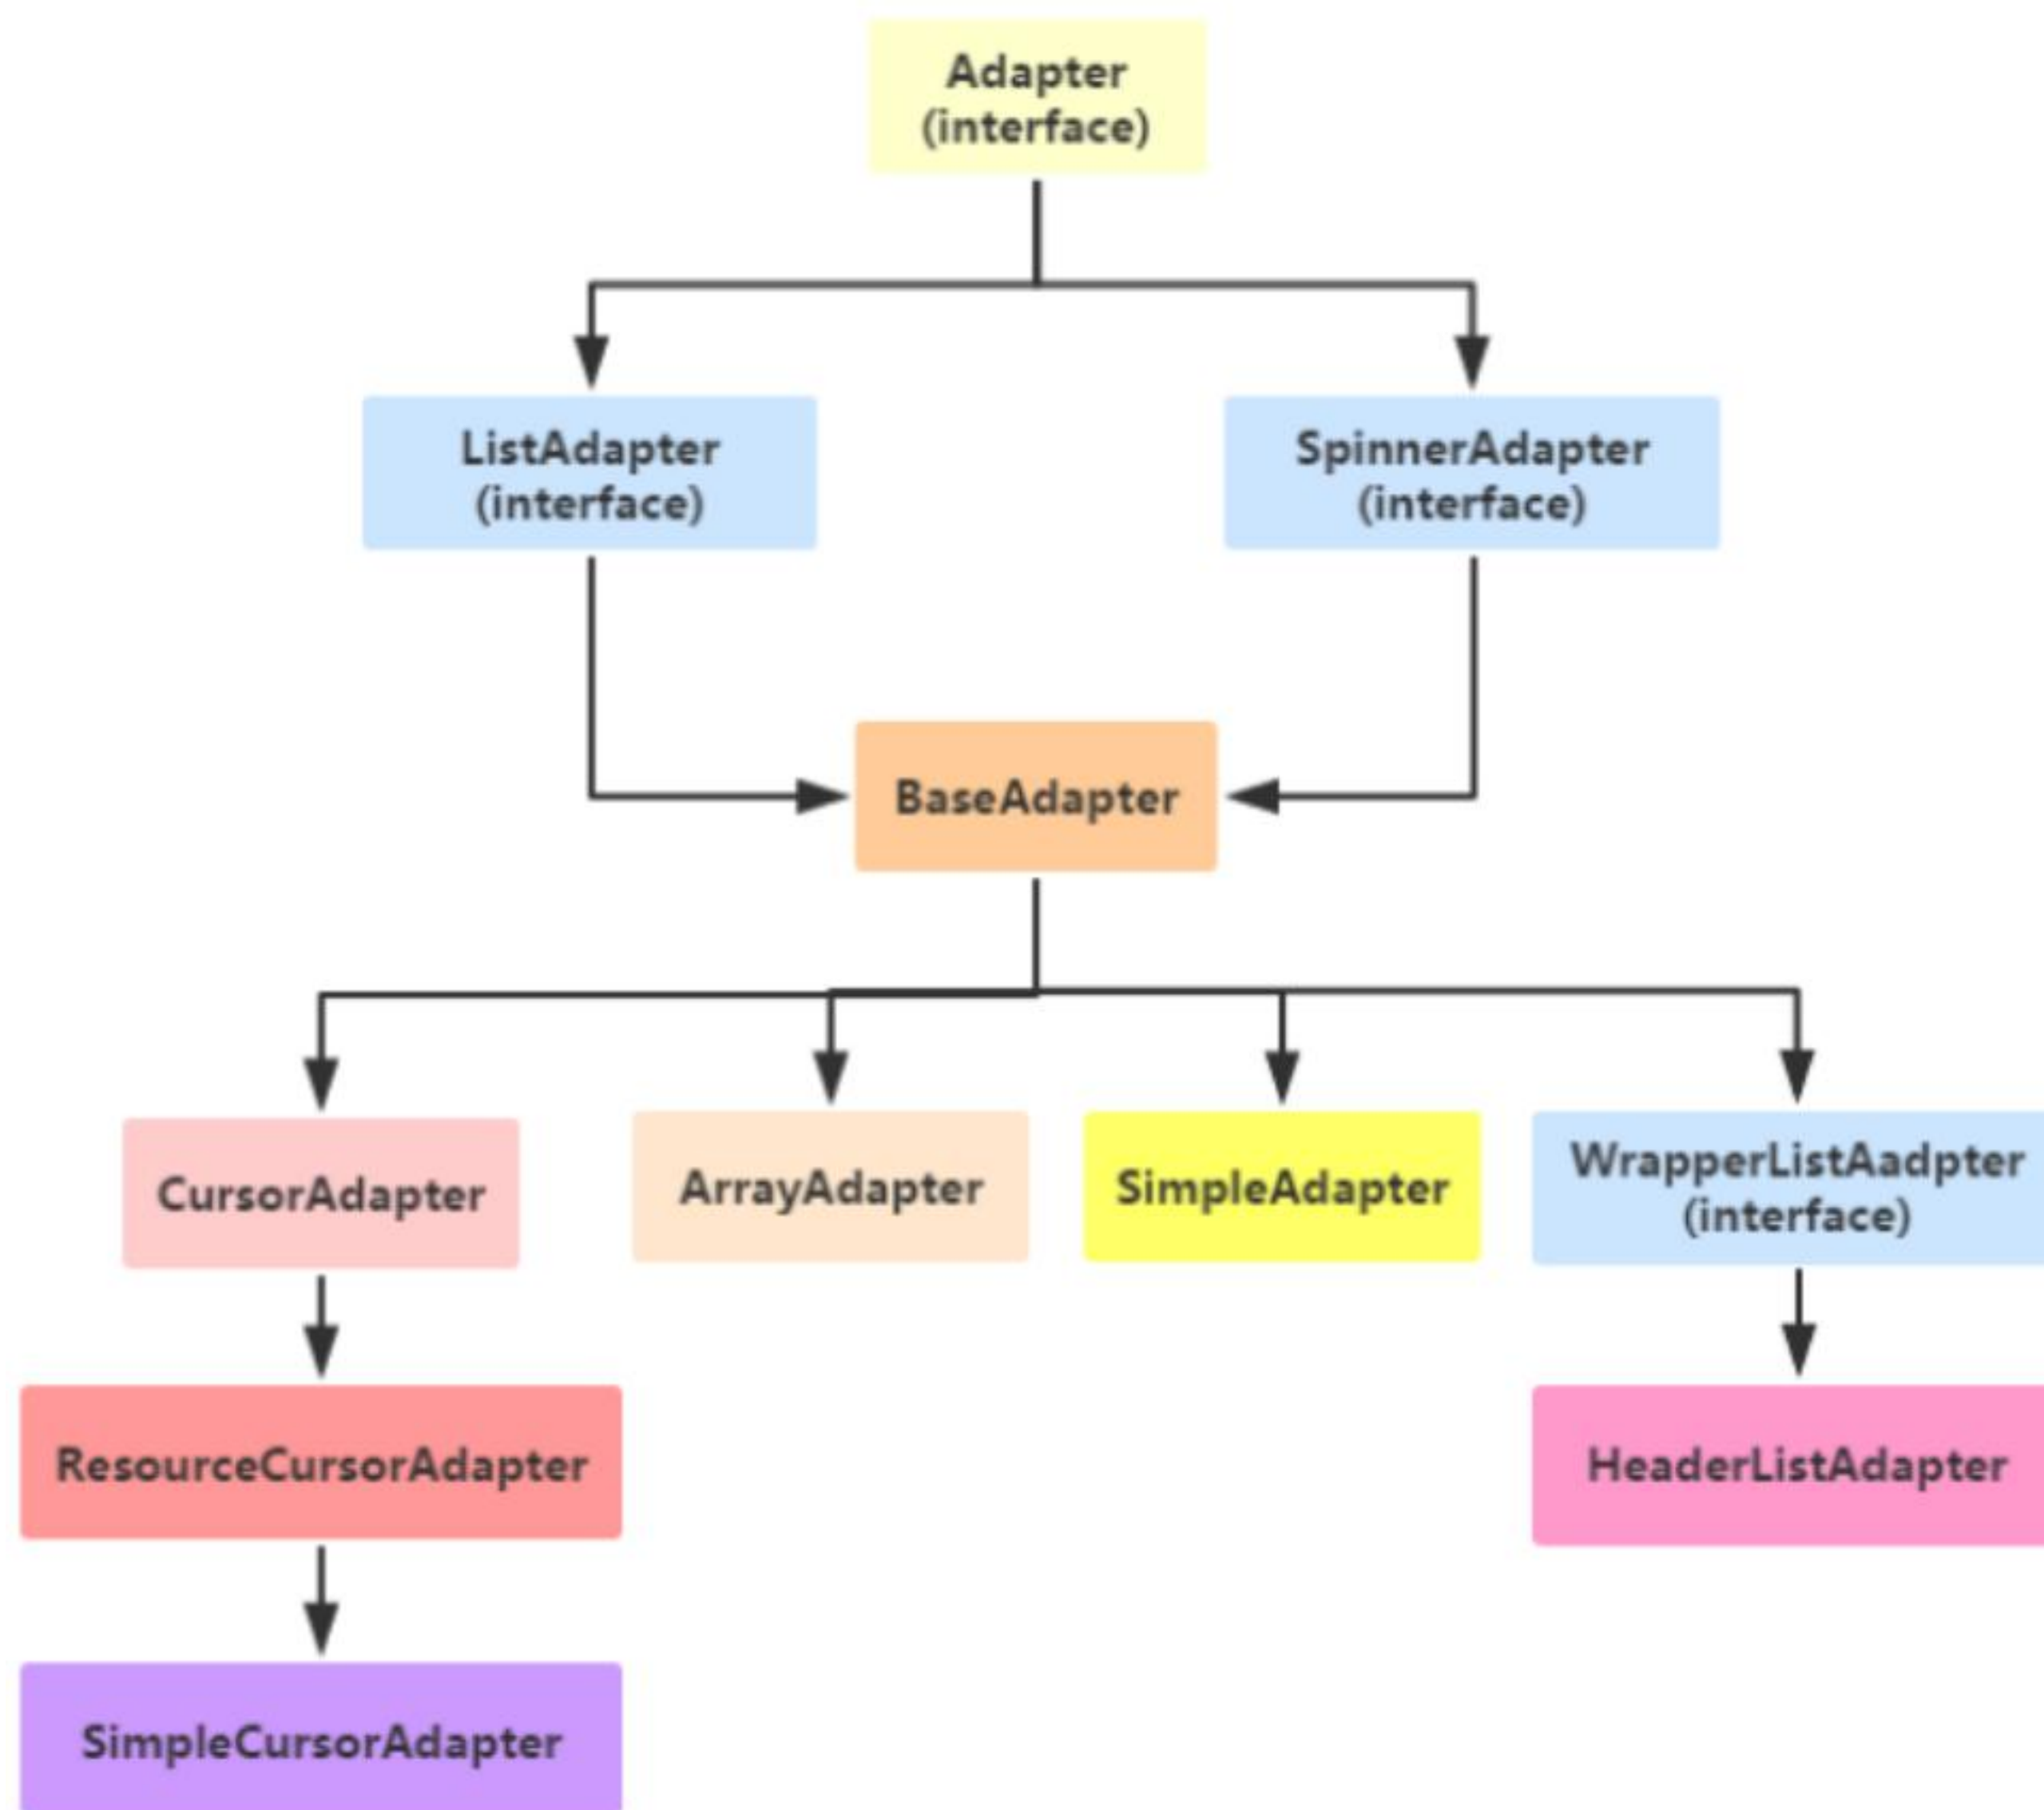 Adapter
(interface)
ListAdapter
(interface)
SpinnerAdapter
(interface)
BaseAdapter
CursorAdapter
ArrayAdapter
SimpleAdapter
WrapperListAadpter
(interface)
ResourceCursorAdapter
HeaderListAdapter
SimpleCursorAdapter